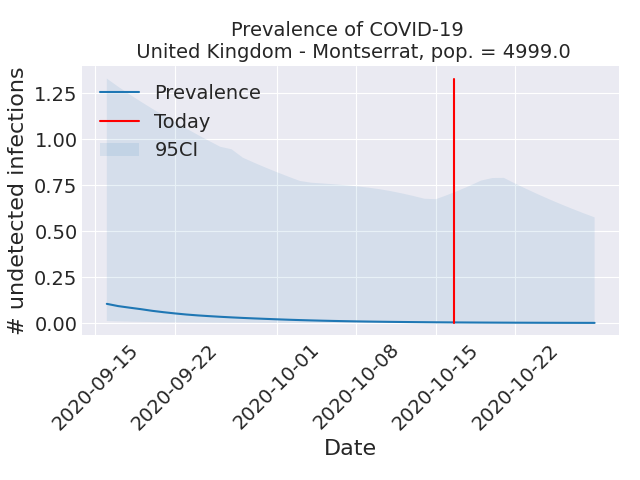 Prevalence of COVID-19
United Kingdom - Montserrat, pop. = 4999.0
# undetected infections
1.25
1.00
0.75
0.50
0.25
0.00
Prevalence
Today
95CI
2020-09-15
2020-09-22
2020-10-01
2020-10-08
2020-10-15
2020-10-22
Date